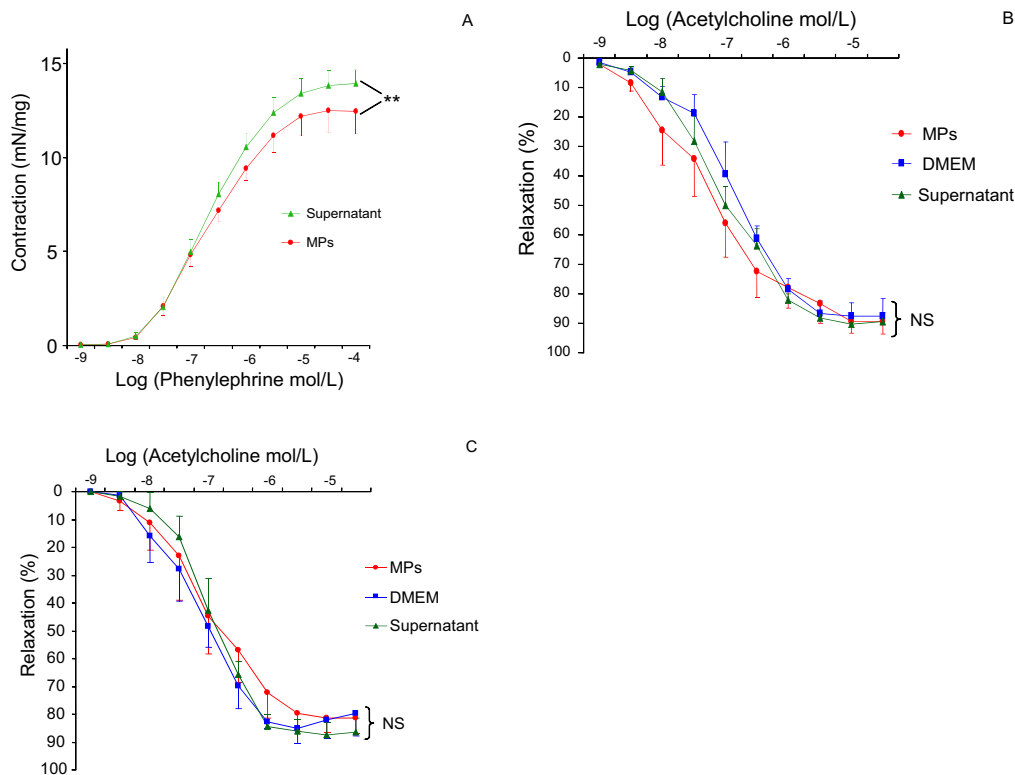 A
15
10
5
0
Contraction (mN/mg)
**
Supernatant
MPs
-9 -8 -7 -6 -5 -4
Log (Phenylephrine mol/L)
B
Log (Acetylcholine mol/L)
-9 -8 -7 -6 -5
0
10
20
30
40
50
60
70
80
90
100
Relaxation (%)
MPs
DMEM
Supernatant
NS
C
Log (Acetylcholine mol/L)
-9 -8 -7 -6 -5
0
10
20
30
40
50
60
70
80
90
100
Relaxation (%)
MPs
DMEM
Supernatant
NS